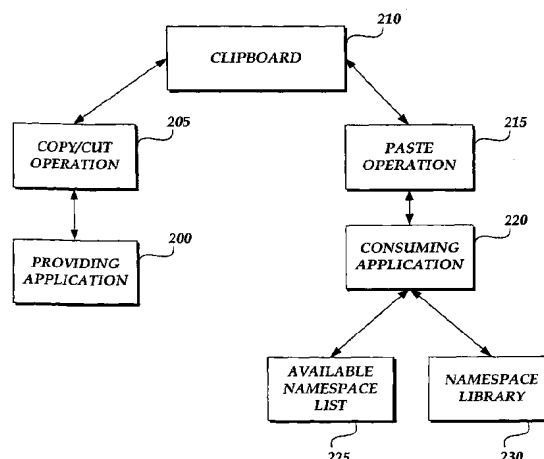 210
CLIPBOARD
205
215
COPY/CUT
OPERATION
PASTE
OPERATION
200
220
PROVIDING
APPLICATION
CONSUMING
APPLICATION
AVAILABLE
NAMESPACE
LIST
NAMESPACE
LIBRARY
225
230